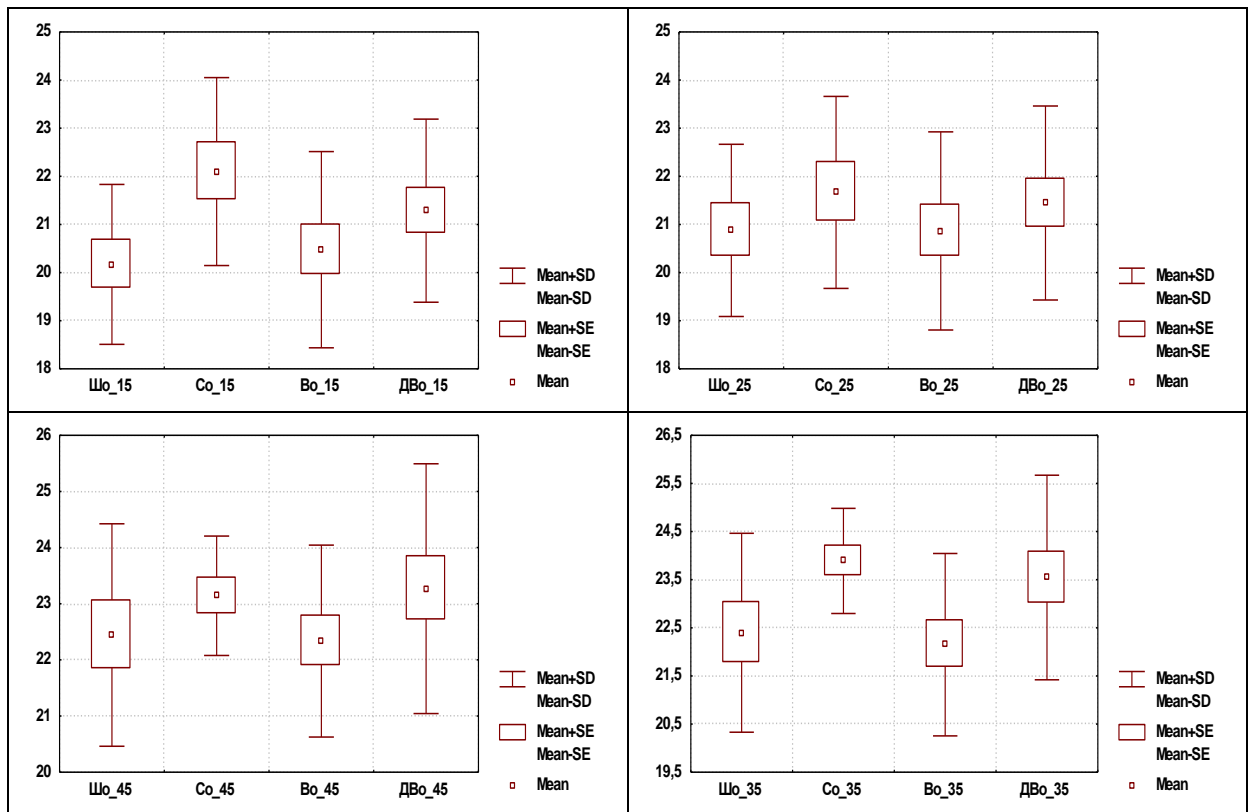 25
24
23
22
21
20
19
18
Шо_15 Со_15 Во_15 ДВо_15
Mean+SD
Mean-SD
Mean+SE
Mean-SE
Mean
25
24
23
22
21
20
19
18
Шо_25 Со_25 Во_25 ДВо_25
Mean+SD
Mean-SD
Mean+SE
Mean-SE
Mean
26
25
24
23
22
21
20
Шо_45 Со_45 Во_45 ДВо_45
Mean+SD
Mean-SD
Mean+SE
Mean-SE
Mean
26,5
25,5
24,5
23,5
22,5
21,5
20,5
19,5
Шо_35 Со_35 Во_35 ДВо_35
Mean+SD
Mean-SD
Mean+SE
Mean-SE
Mean